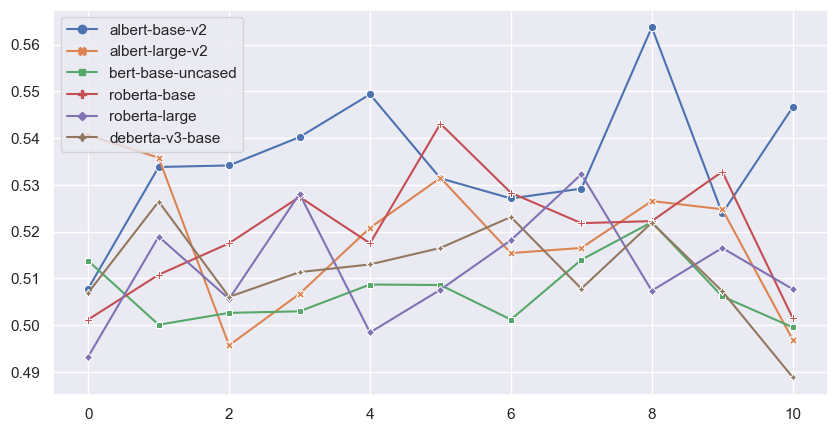 0.56
0.55
0.54
0.53
0.52
0.51
0.50
0.49
albert-base-v2
albert-large-v2
bert-base-uncased
roberta-base
roberta-large
deberta-v3-base
0 2 4 6 8 10